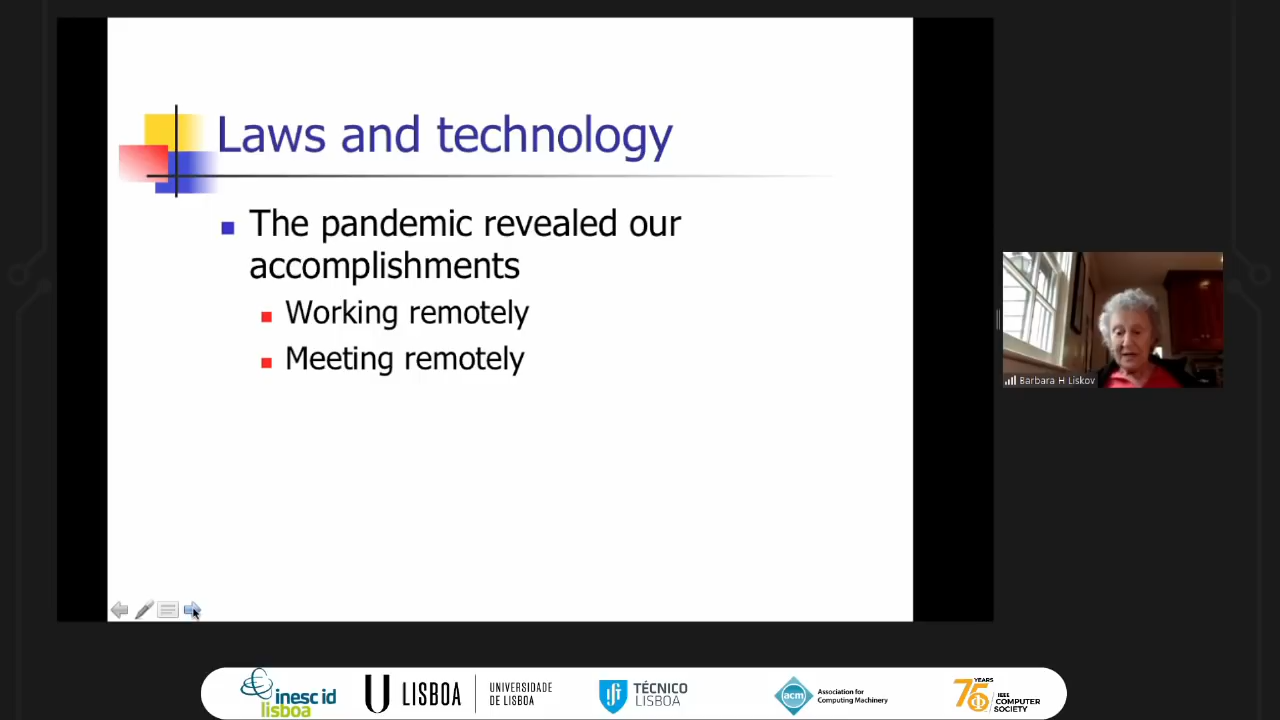 Laws and technology
The pandemic revealed our
accomplishments
Working remotely
Meeting remotely
Barbara H Liskov
inesc id
lisboa
LISBOA
UNIVERSIDADE
DE LISBOA
TÉCNICO
LISBOA
acm
Association for
Computing Machinery
75
YEARS
IEEE
COMPUTER
SOCIETY